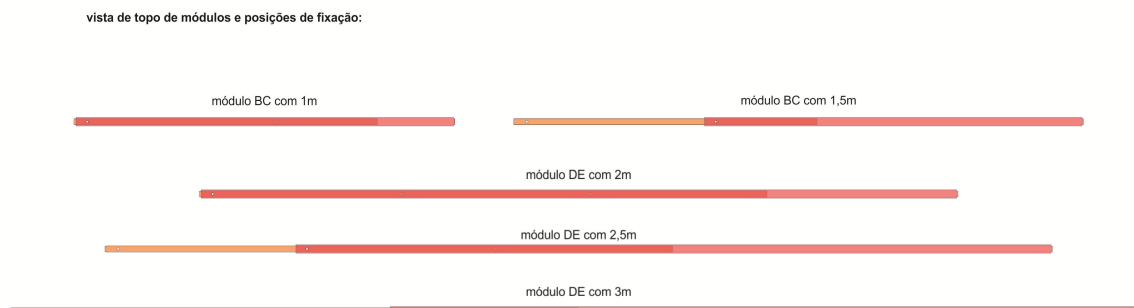 vista de topo de módulos e posições de fixação:
módulo BC com 1m
módulo BC com 1,5m
módulo DE com 2m
módulo DE com 2,5m
módulo DE com 3m